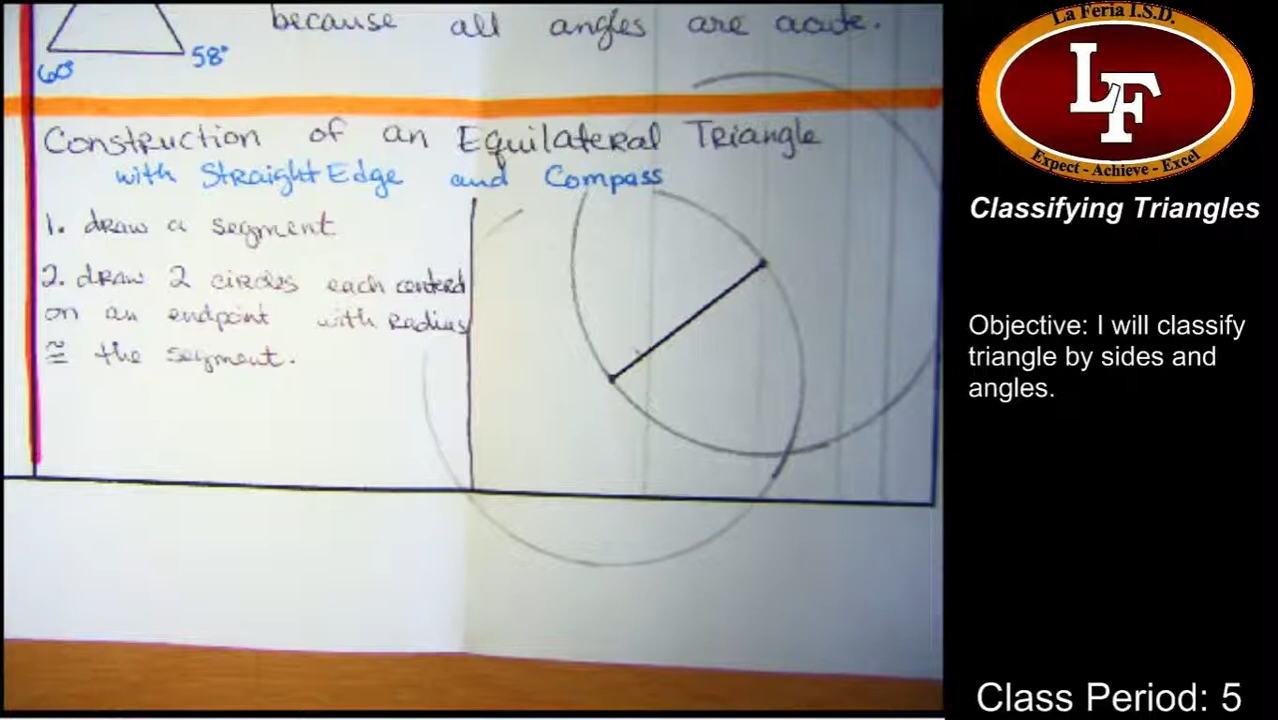 because all angles are acute.
60°
58°
Construction of an Equilateral Triangle
with StraightEdge and Compass
1. draw a segment
2. draw 2 circles each centered
on an endpoint with Radius
≅ the segment.
La Feria I.S.D.
LF
Expect - Achieve - Excel
Classifying Triangles
Objective: I will classify
triangle by sides and
angles.
Class Period: 5